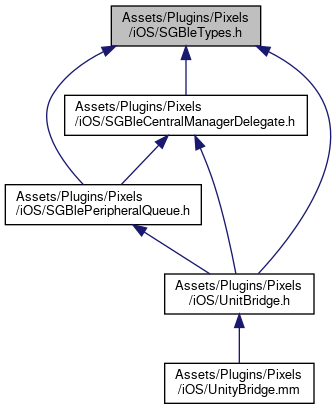 Assets/Plugins/Pixels
/iOS/SGBleTypes.h
Assets/Plugins/Pixels
/iOS/SGBleCentralManagerDelegate.h
Assets/Plugins/Pixels
/iOS/SGBlePeripheralQueue.h
Assets/Plugins/Pixels
/iOS/UnitBridge.h
Assets/Plugins/Pixels
/iOS/UnityBridge.mm